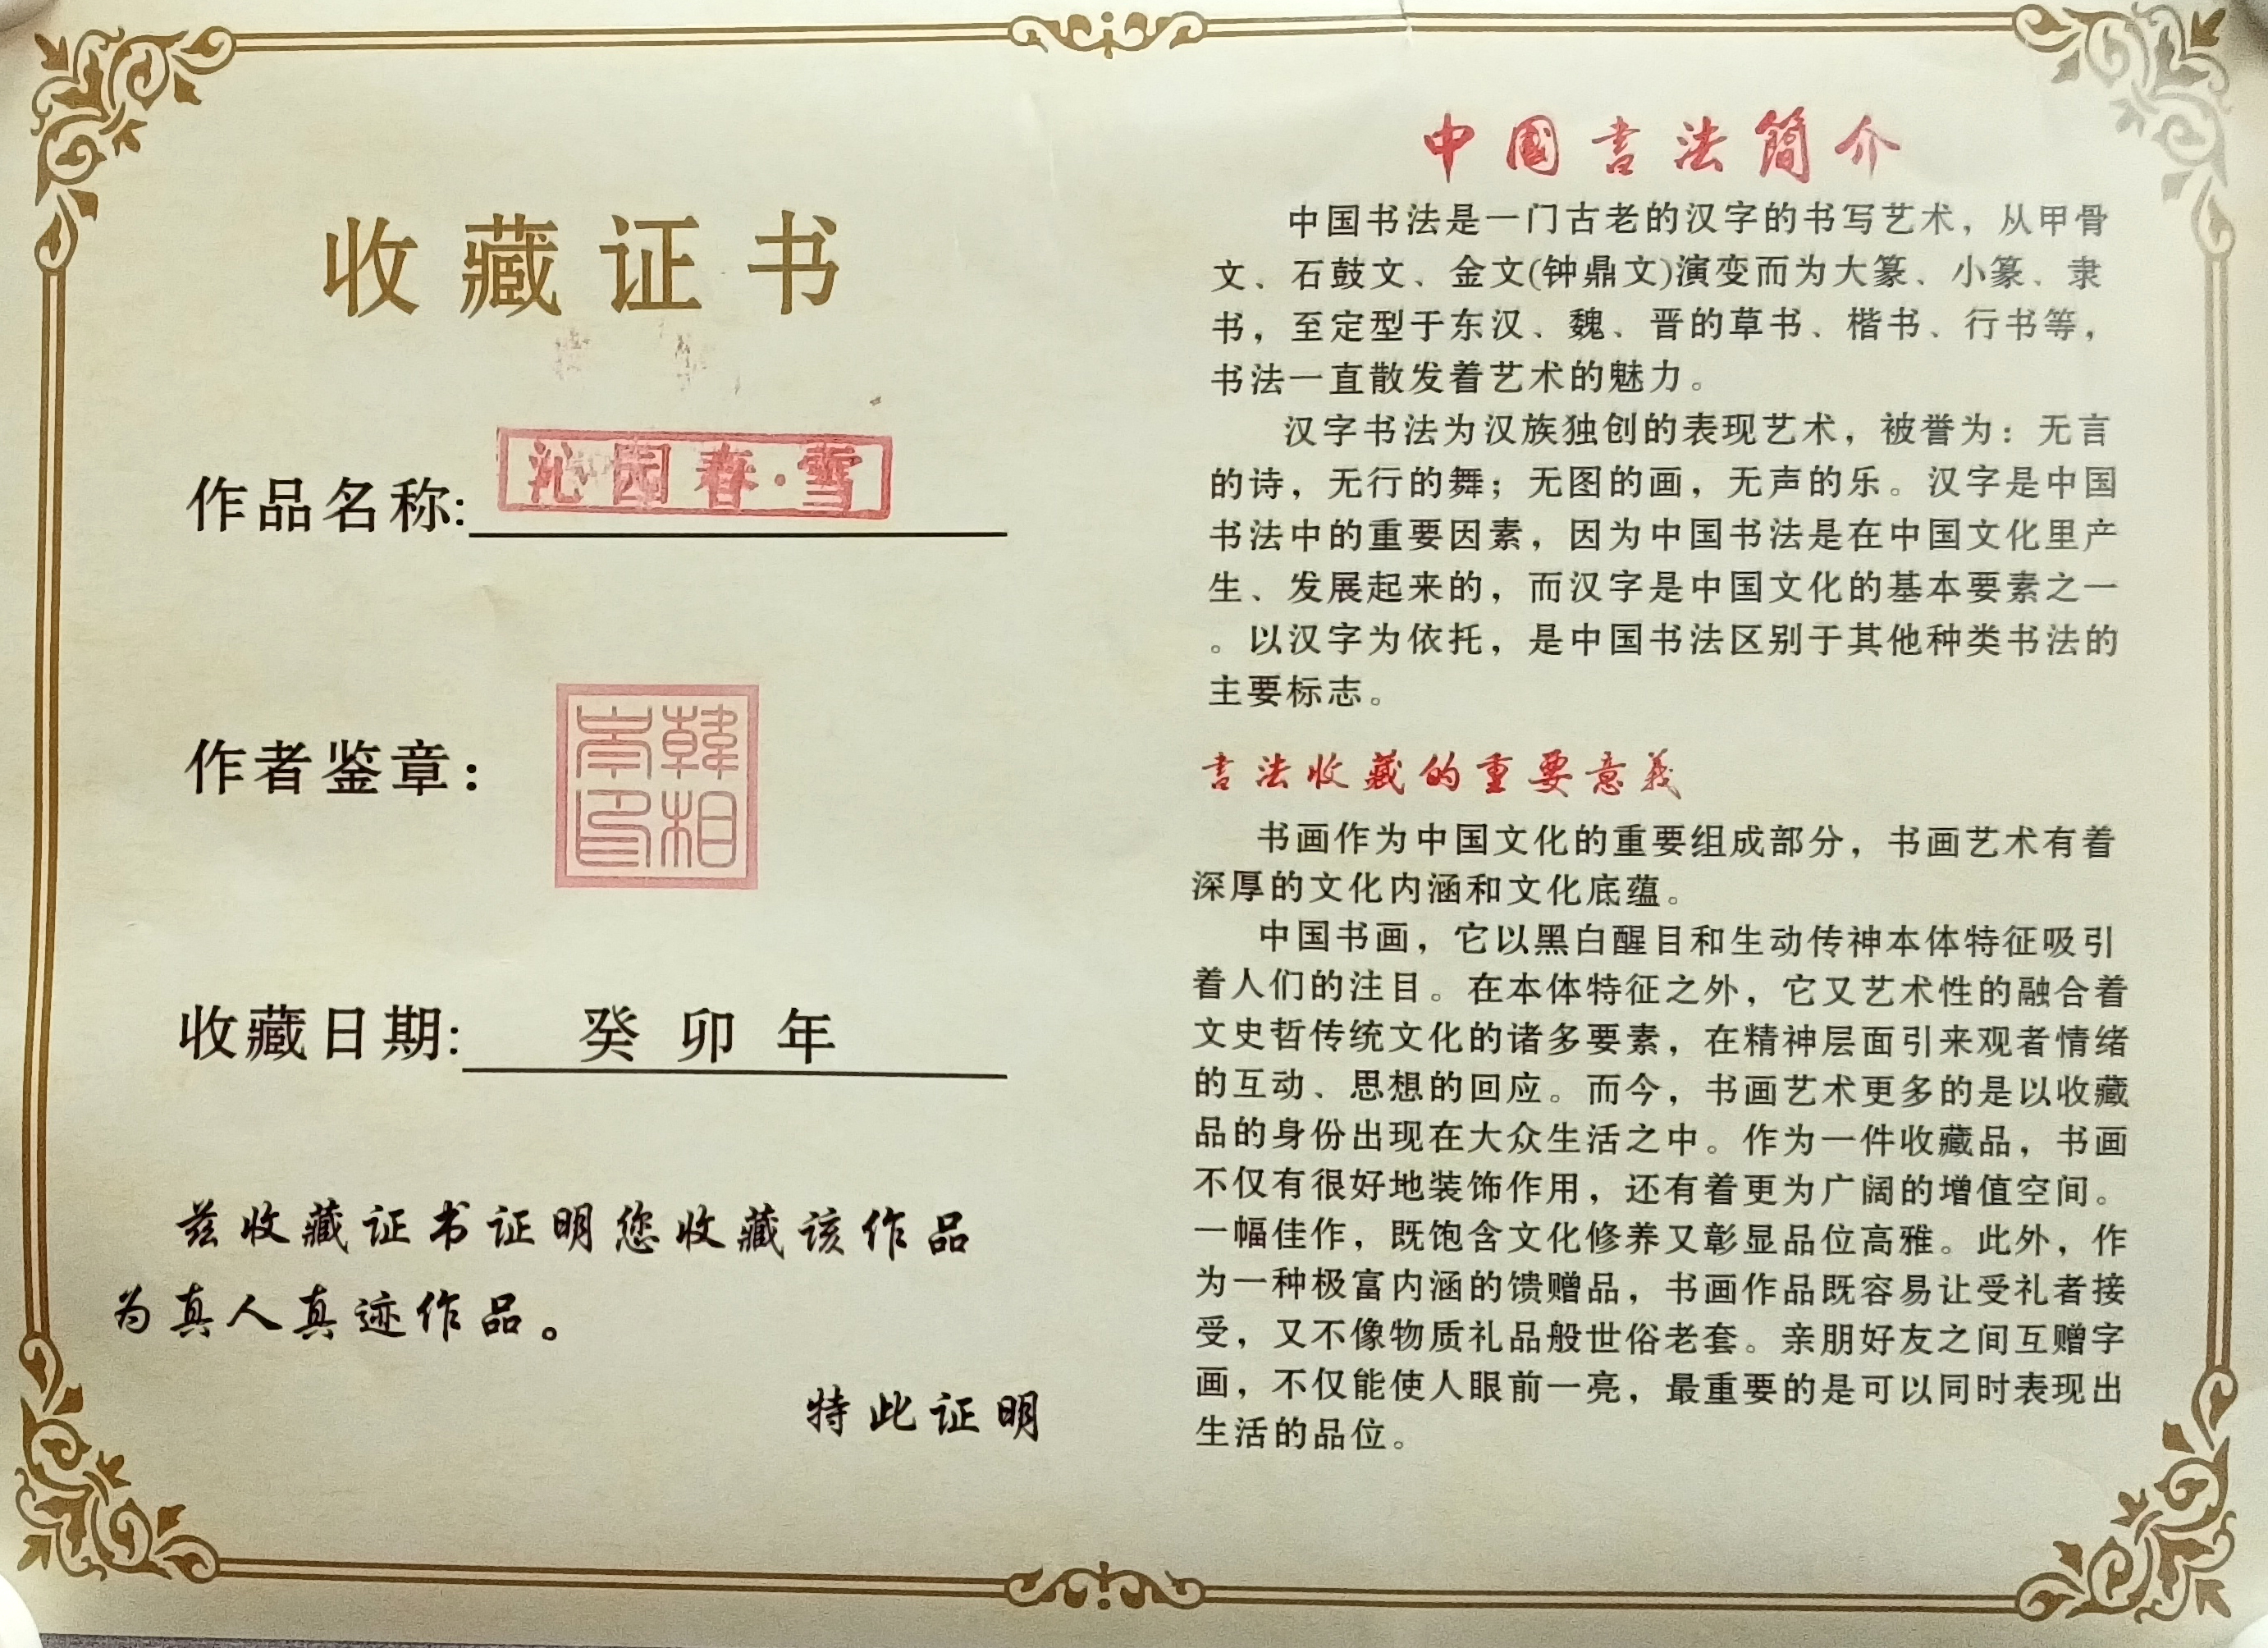 收藏证书
作品名称: 沁园春·雪
作者鉴章：
韓相
印
收藏日期: 癸卯年
兹收藏证书证明您收藏该作品
为真人真迹作品。
特此证明
中國書法簡介
中国书法是一门古老的汉字的书写艺术，从甲骨
文、石鼓文、金文(钟鼎文)演变而为大篆、小篆、隶
书，至定型于东汉、魏、晋的草书、楷书、行书等，
书法一直散发着艺术的魅力。
汉字书法为汉族独创的表现艺术，被誉为：无言
的诗，无行的舞；无图的画，无声的乐。汉字是中国
书法中的重要因素，因为中国书法是在中国文化里产
生、发展起来的，而汉字是中国文化的基本要素之一
。以汉字为依托，是中国书法区别于其他种类书法的
主要标志。
書法收藏的重要意義
书画作为中国文化的重要组成部分，书画艺术有着
深厚的文化内涵和文化底蕴。
中国书画，它以黑白醒目和生动传神本体特征吸引
着人们的注目。在本体特征之外，它又艺术性的融合着
文史哲传统文化的诸多要素，在精神层面引来观者情绪
的互动、思想的回应。而今，书画艺术更多的是以收藏
品的身份出现在大众生活之中。作为一件收藏品，书画
不仅有很好地装饰作用，还有着更为广阔的增值空间。
一幅佳作，既饱含文化修养又彰显品位高雅。此外，作
为一种极富内涵的馈赠品，书画作品既容易让受礼者接
受，又不像物质礼品般世俗老套。亲朋好友之间互赠字
画，不仅能使人眼前一亮，最重要的是可以同时表现出
生活的品位。